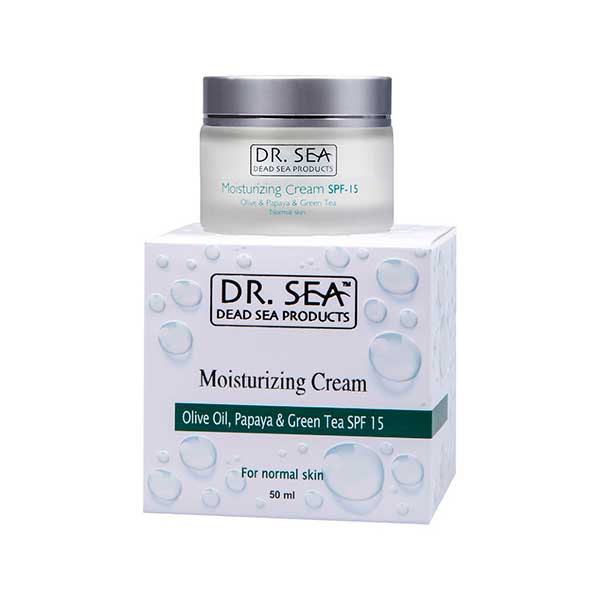 DR. SEA
DEAD SEA PRODUCTS
Moisturizing Cream SPF-15
Olive & Papaya & Green Tea
Normal skin
DR. SEA™
DEAD SEA PRODUCTS
Moisturizing Cream
Olive Oil, Papaya & Green Tea SPF 15
For normal skin
50 ml